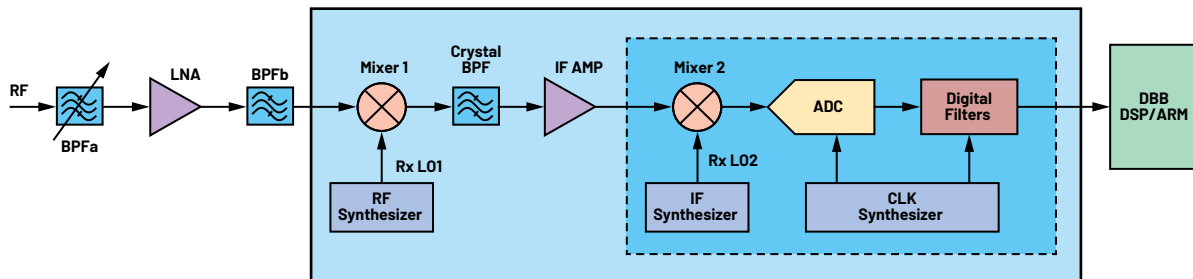 RF
BPFa
LNA
BPFb
Mixer 1
Rx LO1
RF
Synthesizer
Crystal
BPF
IF AMP
Mixer 2
Rx LO2
IF
Synthesizer
ADC
Digital
Filters
CLK
Synthesizer
DBB
DSP/ARM